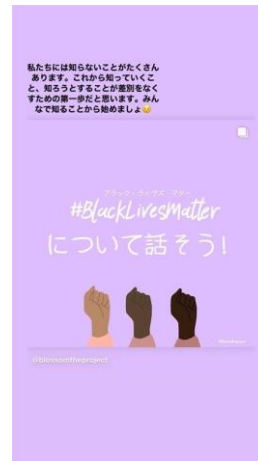 私たちには知らないことがたくさん
あります。これから知っていくこ
と、知ろうとすることが差別をなく
すための第一歩だと思います。みん
なで知ることから始めましょ😉
ブラック・ライヴズ・マター
#BlackLivesMatter
について話そう!
@blossomtheproject